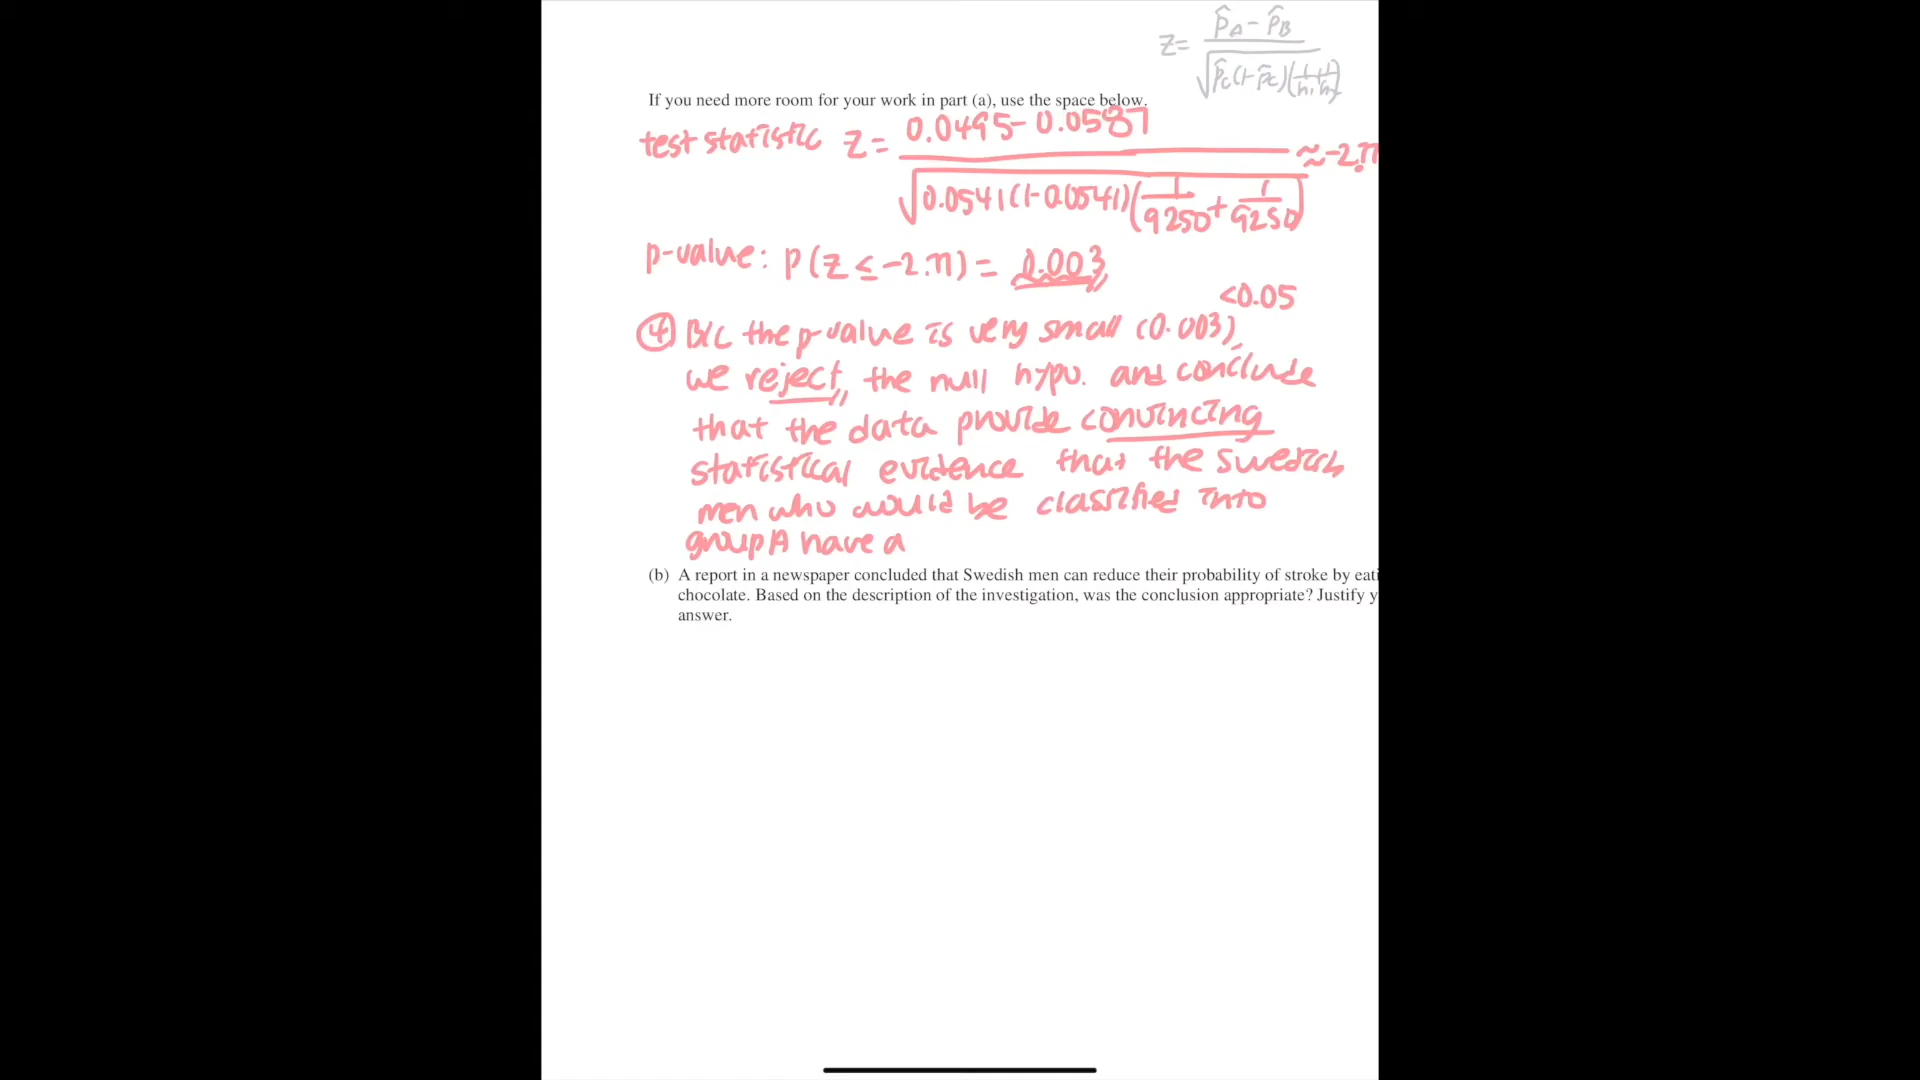 z = p̂A - p̂B / √p̂c(1-p̂c)(1/n1 + 1/n2)
If you need more room for your work in part (a), use the space below.
test statistic z = 0.0495 - 0.0587 / √0.0541(1-0.0541)(1/9250 + 1/9250) ≈ -2.77
p-value: P(z ≤ -2.77) = 0.003
<0.05
④ B/c the p-value is very small (0.003),
we reject the null hypo. and conclude
that the data provide convincing
statistical evidence that the swedish
men who would be classified into
group A have a
(b) A report in a newspaper concluded that Swedish men can reduce their probability of stroke by eati
chocolate. Based on the description of the investigation, was the conclusion appropriate? Justify y
answer.